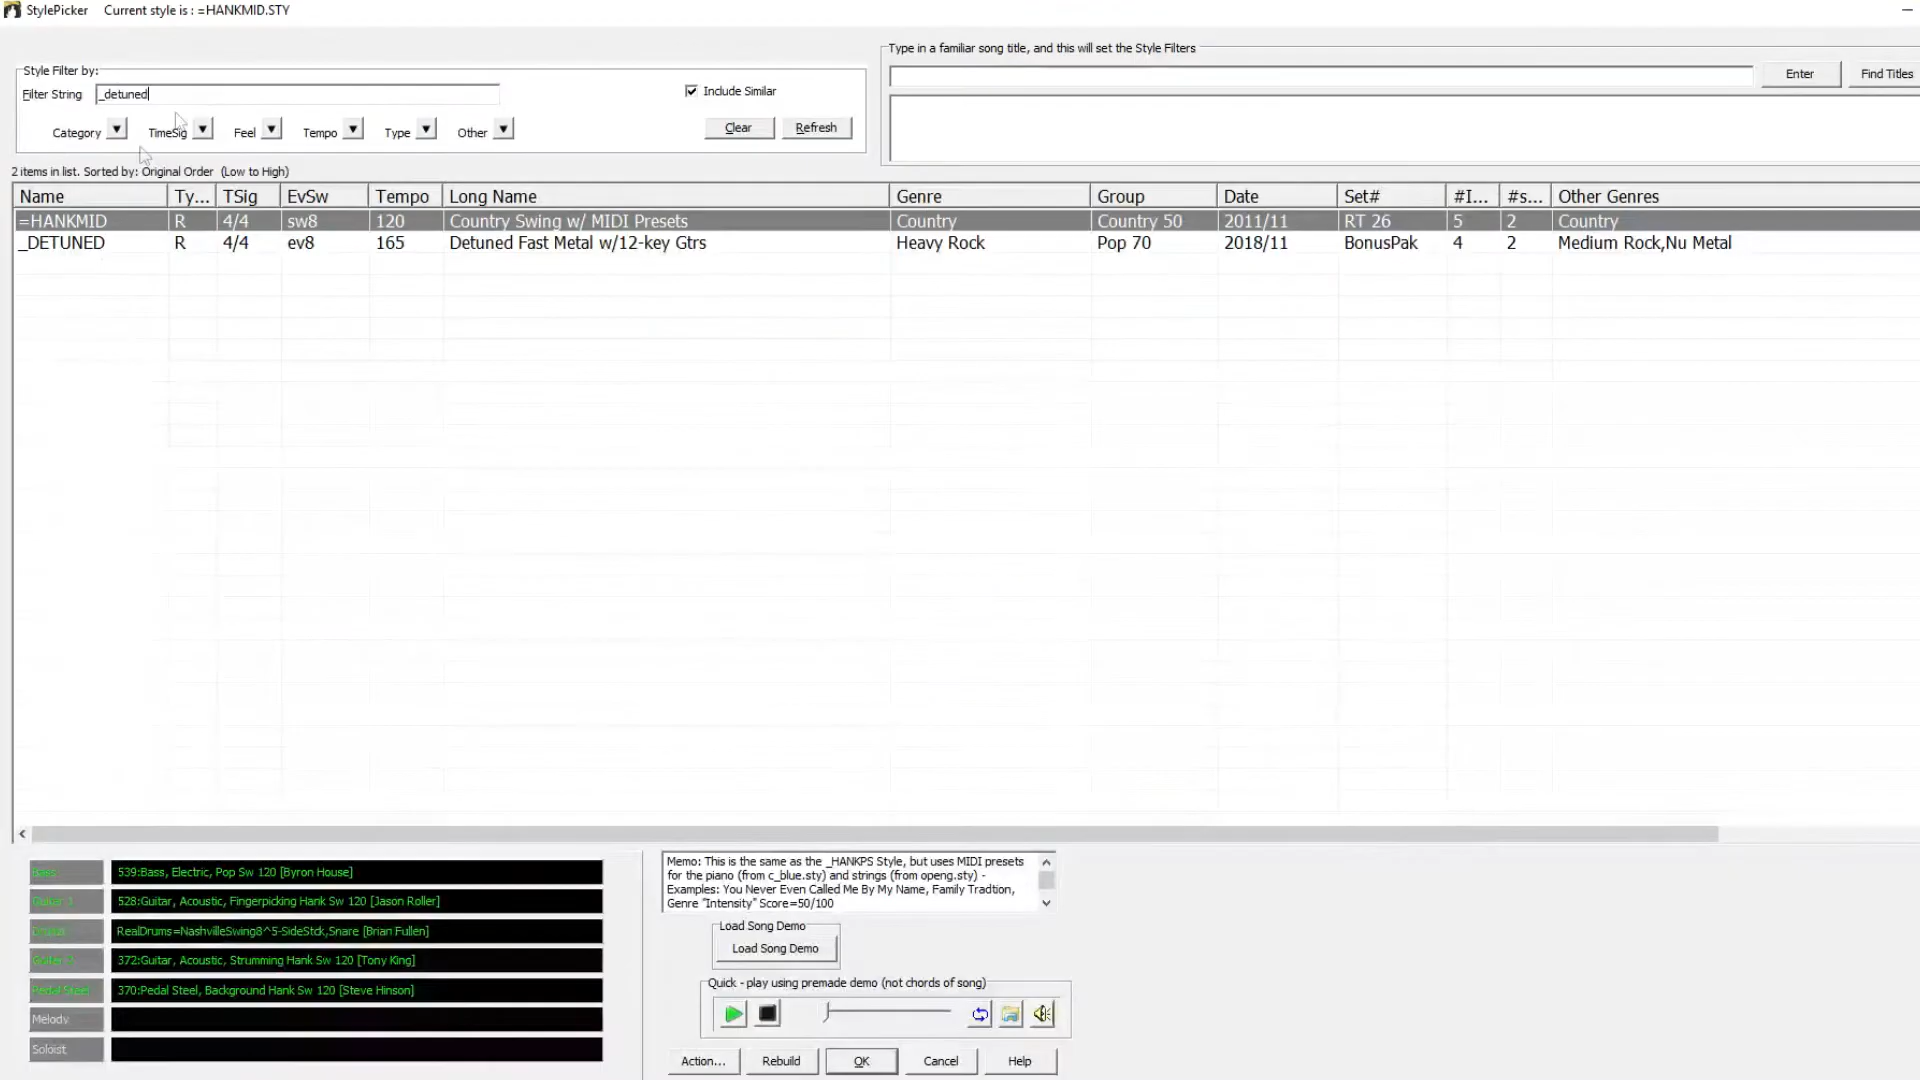 StylePicker Current style is : =HANKMID.STY
Type in a familiar song title, and this will set the Style Filters
Style Filter by:
Filter String _detuned
Include Similar
Enter Find Titles
Category TimeSig Feel Tempo Type Other Clear Refresh
2 items in list. Sorted by: Original Order (Low to High)
Name Ty... TSig EvSw Tempo Long Name Genre Group Date Set# #I... #s... Other Genres
=HANKMID R 4/4 sw8 120 Country Swing w/ MIDI Presets Country Country 50 2011/11 RT 26 5 2 Country
_DETUNED R 4/4 ev8 165 Detuned Fast Metal w/12-key Gtrs Heavy Rock Pop 70 2018/11 BonusPak 4 2 Medium Rock,Nu Metal
Bass 539:Bass, Electric, Pop Sw 120 [Byron House]
Guitar 528:Guitar, Acoustic, Fingerpicking Hank Sw 120 [Jason Roller]
Drums RealDrums=NashvilleSwing8^5-SideStck,Snare [Brian Fullen]
Guitar 372:Guitar, Acoustic, Strumming Hank Sw 120 [Tony King]
Pedal Steel 370:Pedal Steel, Background Hank Sw 120 [Steve Hinson]
Melody
Soloist
Memo: This is the same as the _HANKPS Style, but uses MIDI presets
for the piano (from c_blue.sty) and strings (from openg.sty) -
Examples: You Never Even Called Me By My Name, Family Tradtion,
Genre "Intensity" Score=50/100
Load Song Demo
Load Song Demo
Quick - play using premade demo (not chords of song)
Action... Rebuild OK Cancel Help